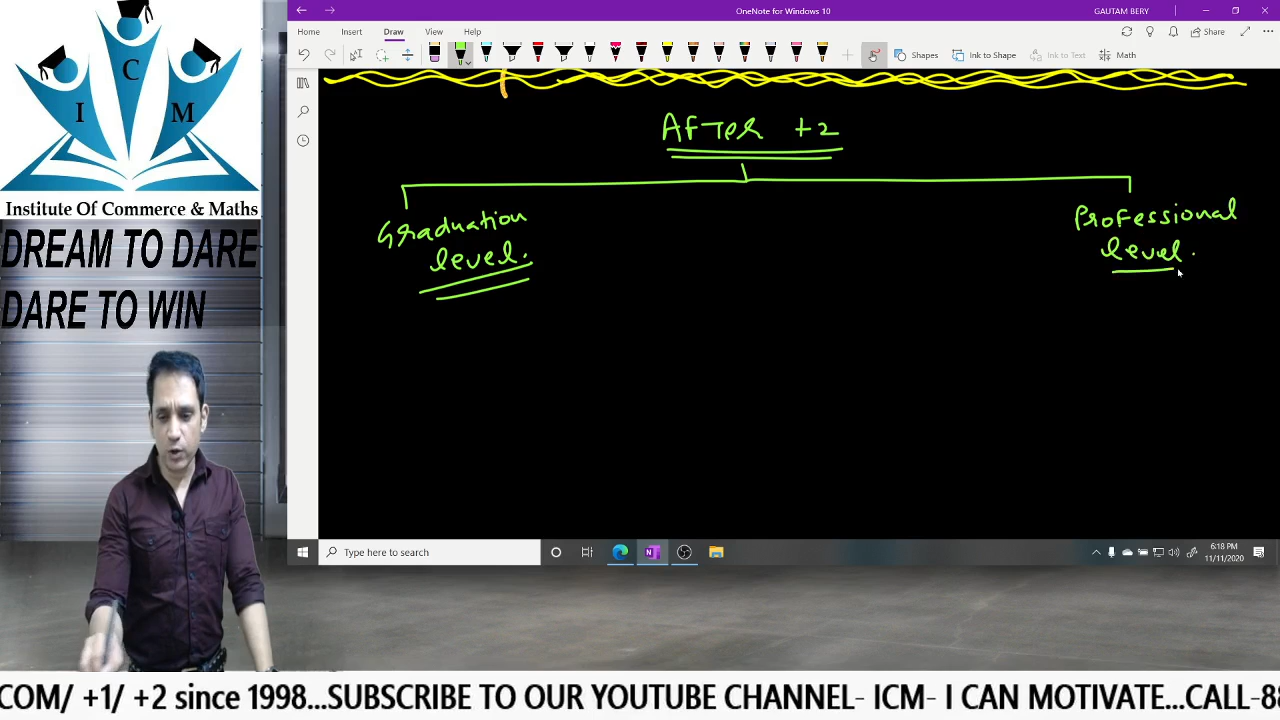 I C M
Institute Of Commerce & Maths
DREAM TO DARE
DARE TO WIN
OneNote for Windows 10
GAUTAM BERY
Home Insert Draw View Help
Share
Shapes Ink to Shape Ink to Text Math
AFTER +2
Graduation
level.
Professional
level.
Type here to search
6:18 PM
11/11/2020
COM/ +1/ +2 since 1998...SUBSCRIBE TO OUR YOUTUBE CHANNEL- ICM- I CAN MOTIVATE...CALL-88